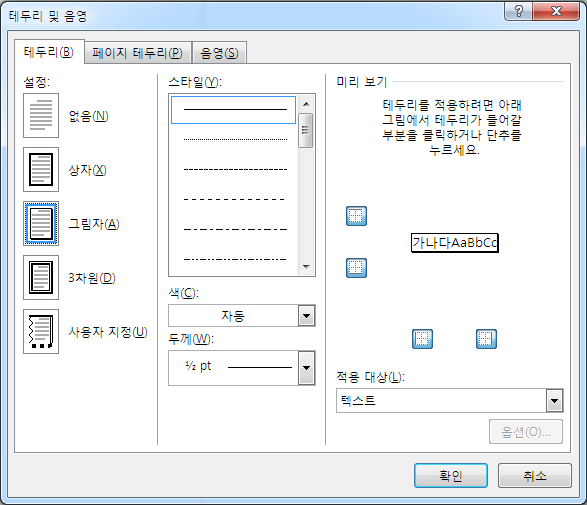 테두리 및 음영
테두리(B)
페이지 테두리(P)
음영(S)
설정:
없음(N)
상자(X)
그림자(A)
3차원(D)
사용자 지정(U)
스타일(Y):
색(C):
자동
두께(W):
½ pt
미리 보기
테두리를 적용하려면 아래
그림에서 테두리가 들어갈
부분을 클릭하거나 단추를
누르세요.
가나다AaBbCc
적용 대상(L):
텍스트
옵션(O)...
확인
취소